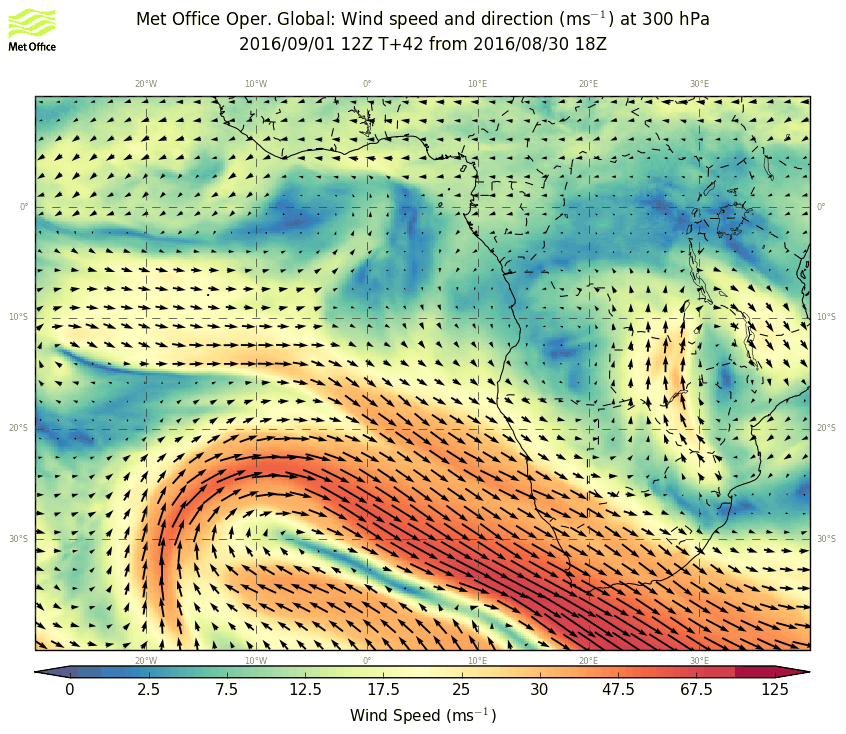 Met Office
Met Office Oper. Global: Wind speed and direction (ms⁻¹) at 300 hPa
2016/09/01 12Z T+42 from 2016/08/30 18Z
20°W 10°W 0° 10°E 20°E 30°E
0° 0°
10°S 10°S
20°S 20°S
30°S 30°S
20°W 10°W 0° 10°E 20°E 30°E
0 2.5 7.5 12.5 17.5 25 30 47.5 67.5 125
Wind Speed (ms⁻¹)